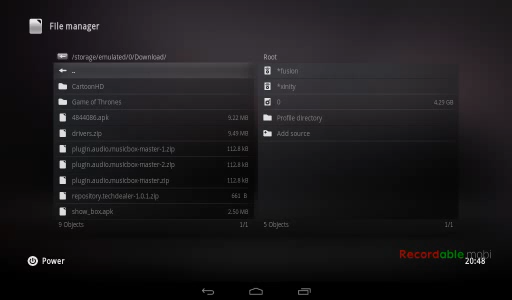 File manager
/storage/emulated/0/Download/
..
CartoonHD
Game of Thrones
4844086.apk 9.22 MB
drivers.zip 9.49 MB
plugin.audio.musicbox-master-1.zip 112.8 kB
plugin.audio.musicbox-master-2.zip 112.8 kB
plugin.audio.musicbox-master.zip 112.8 kB
repository.techdealer-1.0.1.zip 661 B
show_box.apk 2.50 MB
9 Objects 1/1
Root
*fusion
*xinity
0 4.25 GB
Profile directory
Add source
5 Objects 1/1
Recordable.mobi
Power
20:48